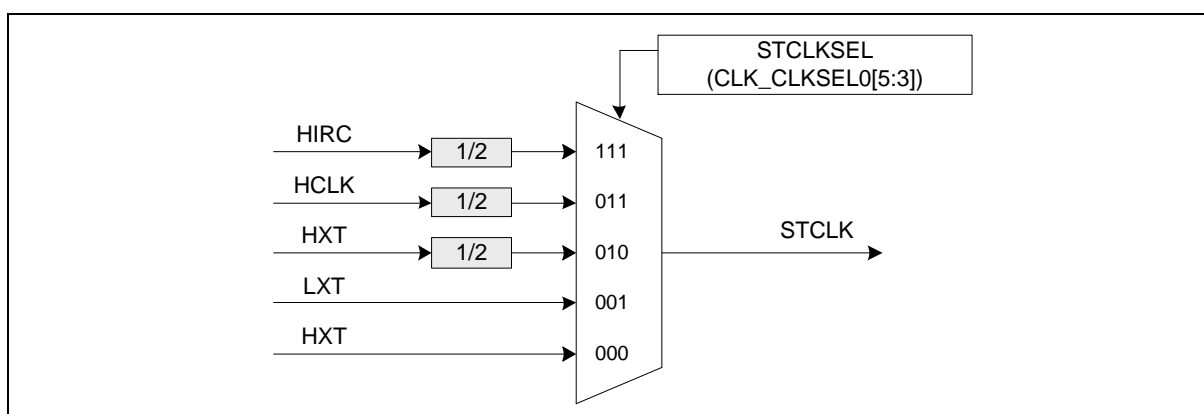 STCLKSEL
(CLK_CLKSEL0[5:3])
HIRC
1/2
111
HCLK
1/2
011
HXT
1/2
010
STCLK
LXT
001
HXT
000